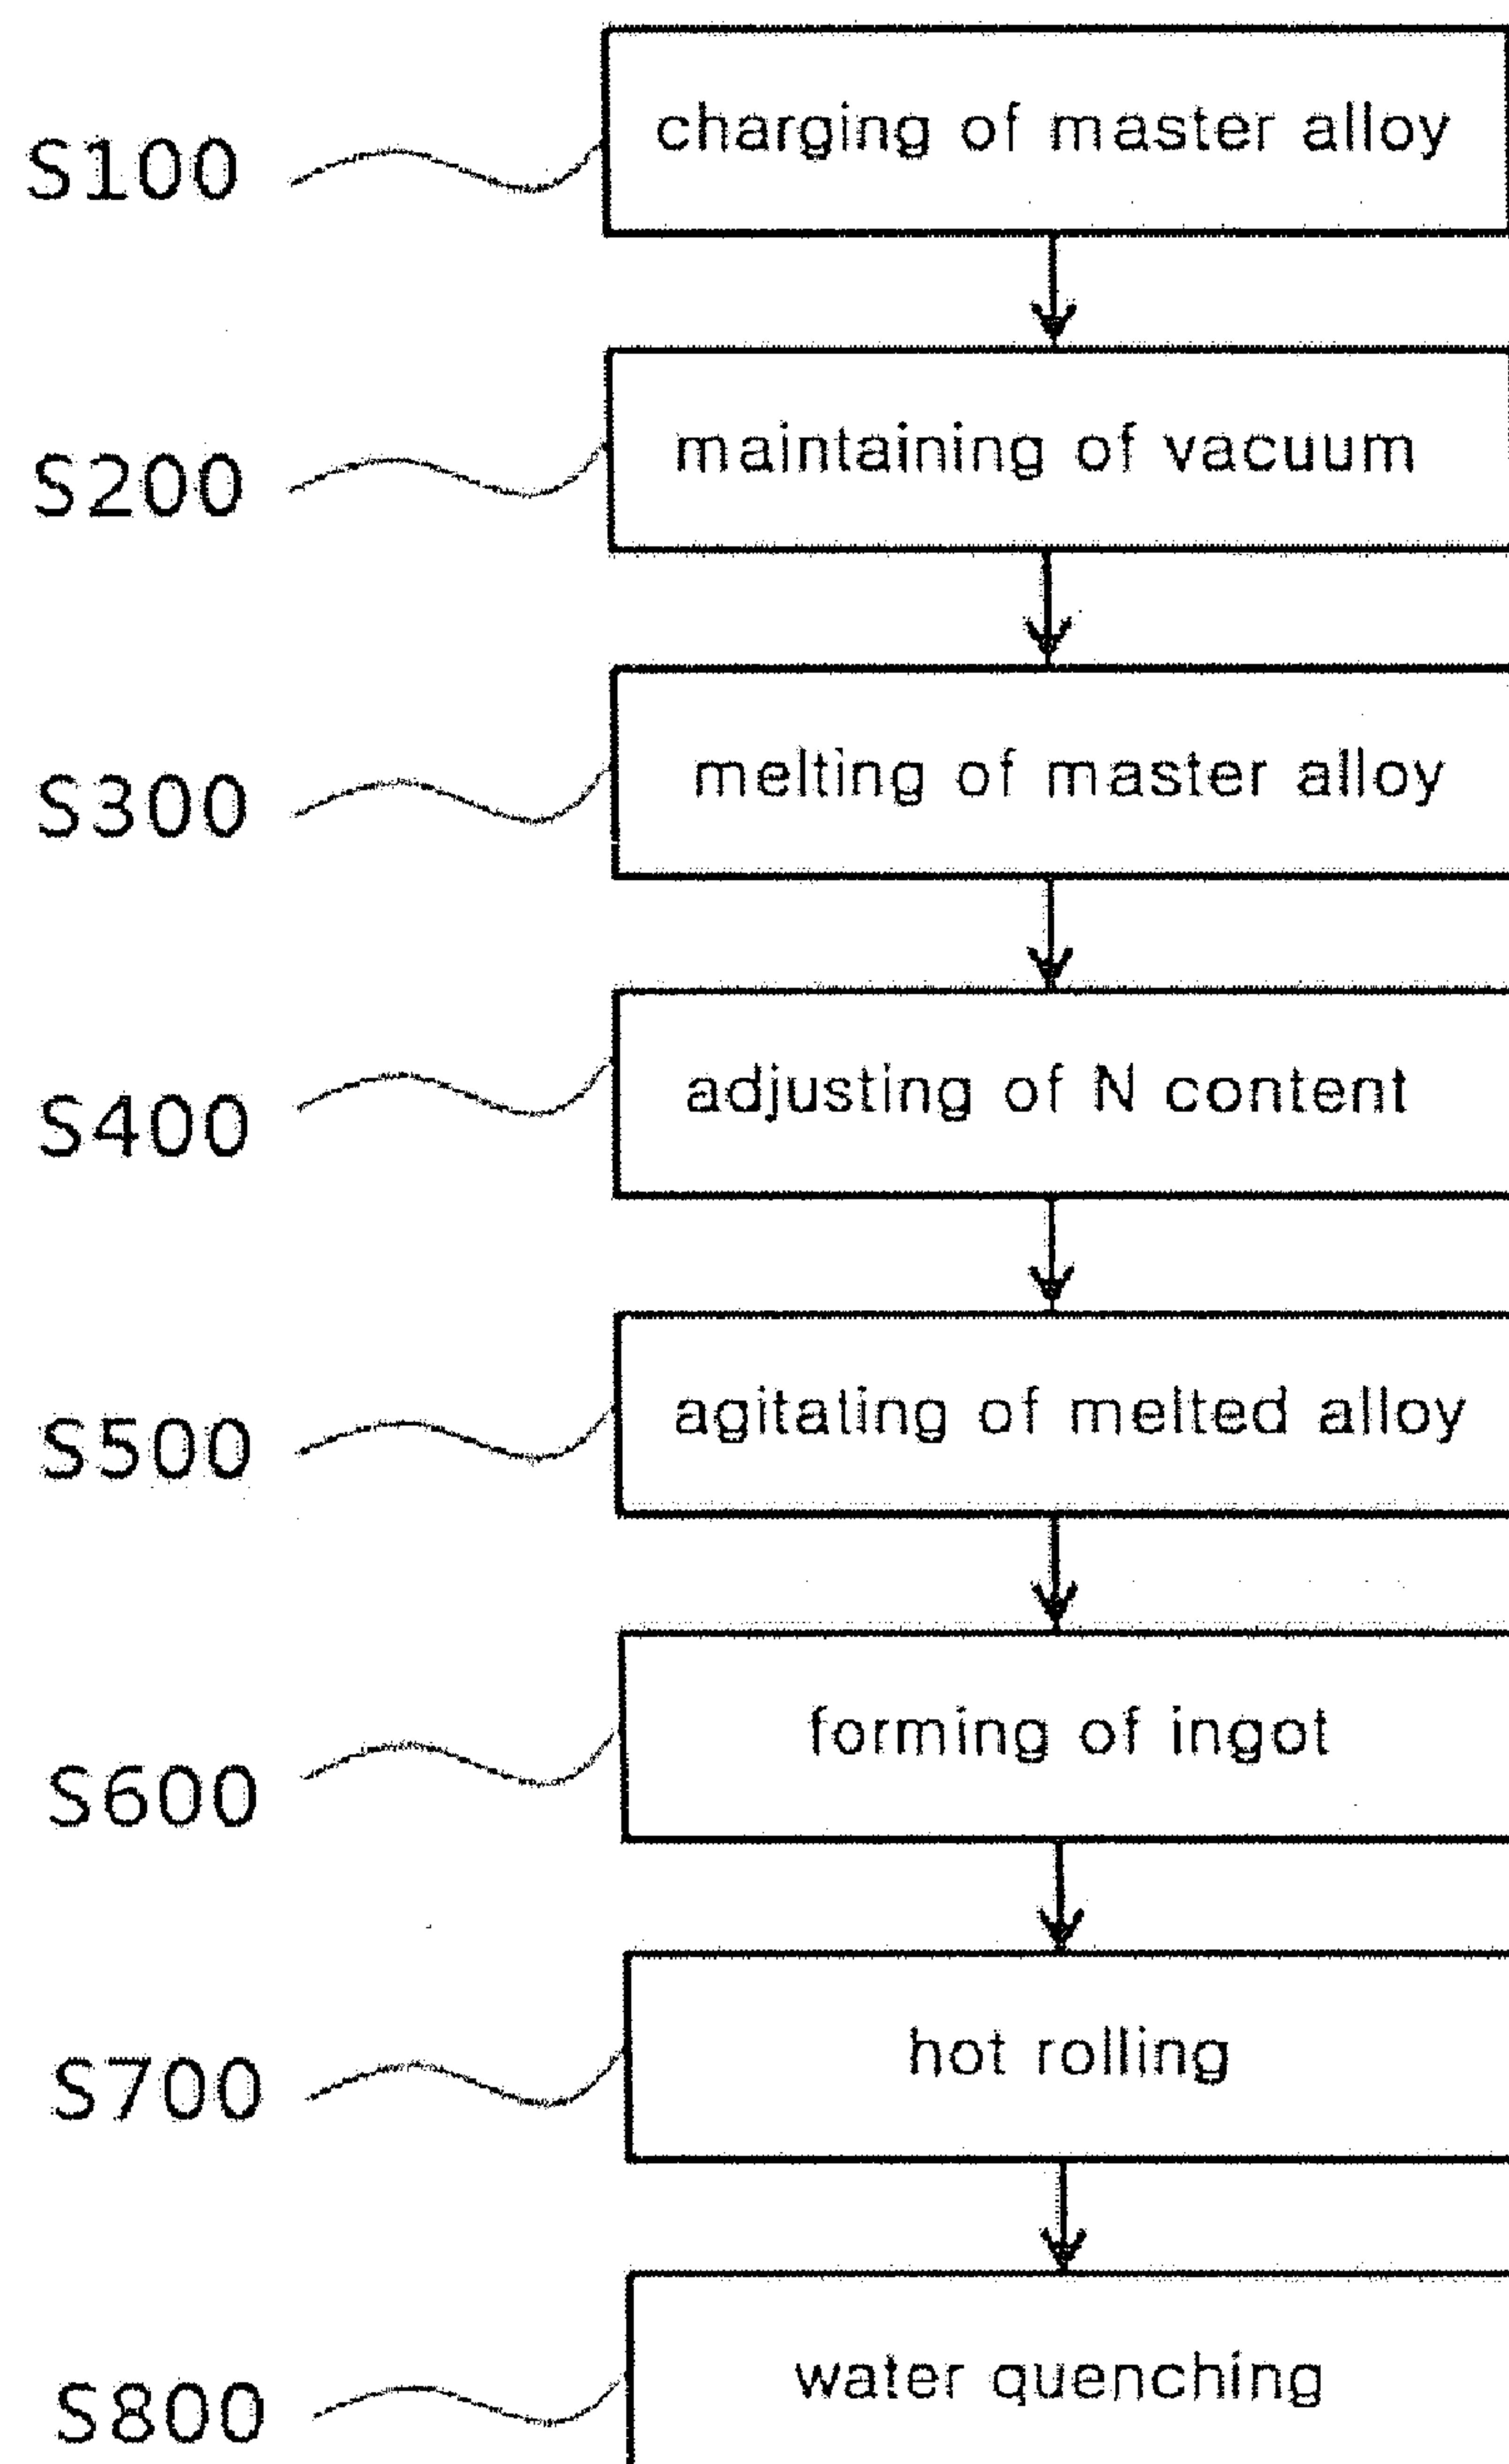 S100 charging of master alloy
S200 maintaining of vacuum
S300 melting of master alloy
S400 adjusting of N content
S500 agitating of melted alloy
S600 forming of ingot
S700 hot rolling
S800 water quenching